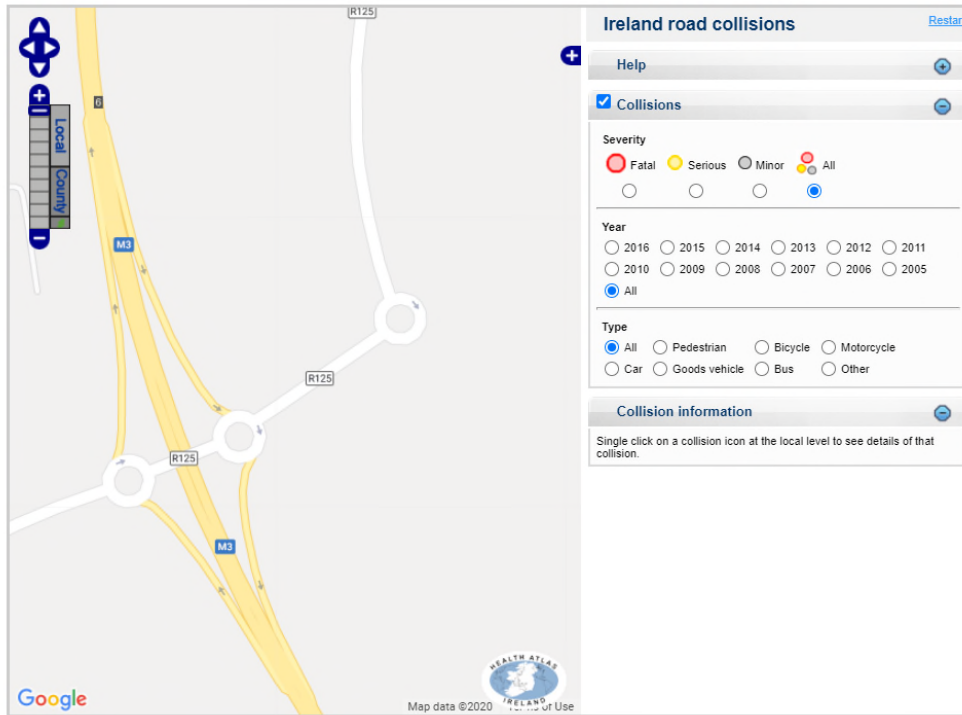 R125
6
Local
County
M3
R125
R125
M3
HEALTH ATLAS
IRELAND
Google
Map data ©2020
of Use
Ireland road collisions
Restar
Help
Collisions
Severity
Fatal Serious Minor All
Year
2016 2015 2014 2013 2012 2011
2010 2009 2008 2007 2006 2005
All
Type
All Pedestrian Bicycle Motorcycle
Car Goods vehicle Bus Other
Collision information
Single click on a collision icon at the local level to see details of that
collision.